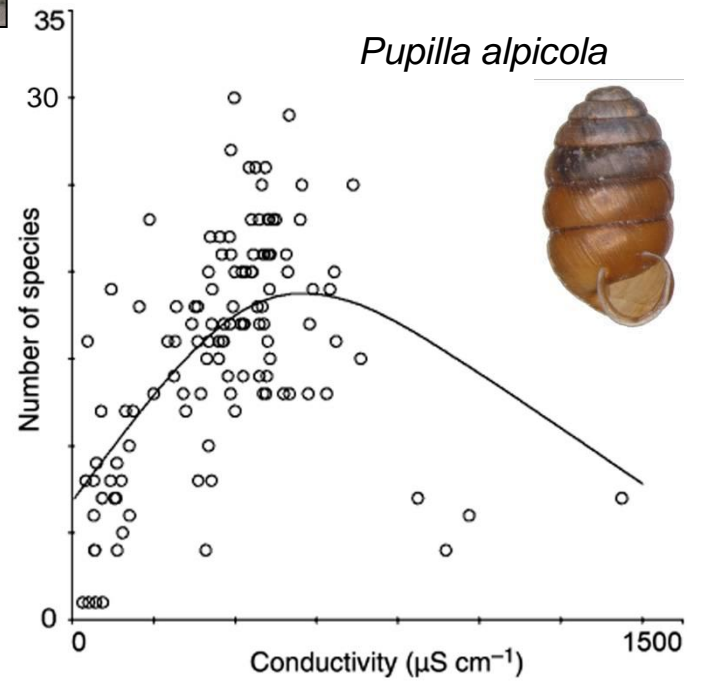 35
Pupilla alpicola
30
Number of species
0
0
1500
Conductivity (µS cm⁻¹)